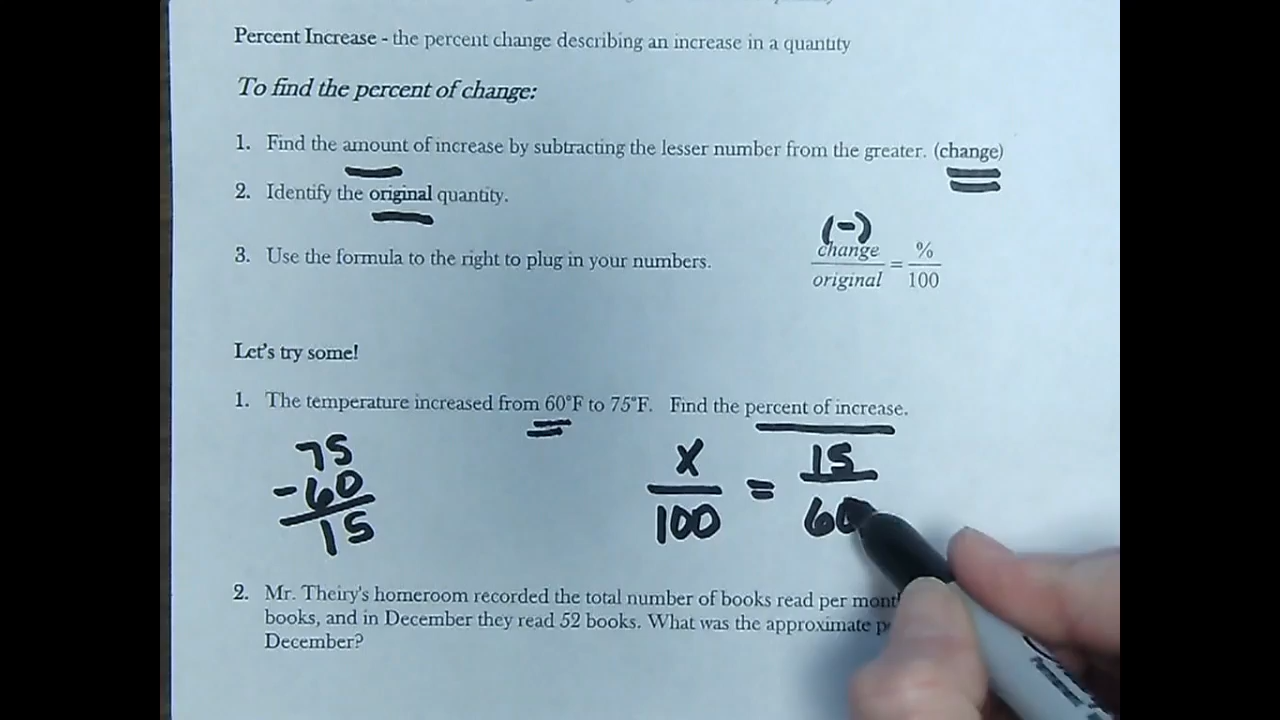 Percent Increase - the percent change describing an increase in a quantity
To find the percent of change:
1. Find the amount of increase by subtracting the lesser number from the greater. (change)
2. Identify the original quantity.
(-)
3. Use the formula to the right to plug in your numbers.
change / original = % / 100
Let's try some!
1. The temperature increased from 60°F to 75°F. Find the percent of increase.
75
-60
15
x / 100 = 15 / 60
2. Mr. Theiry's homeroom recorded the total number of books read per
books, and in December they read 52 books. What was the approximate
December?